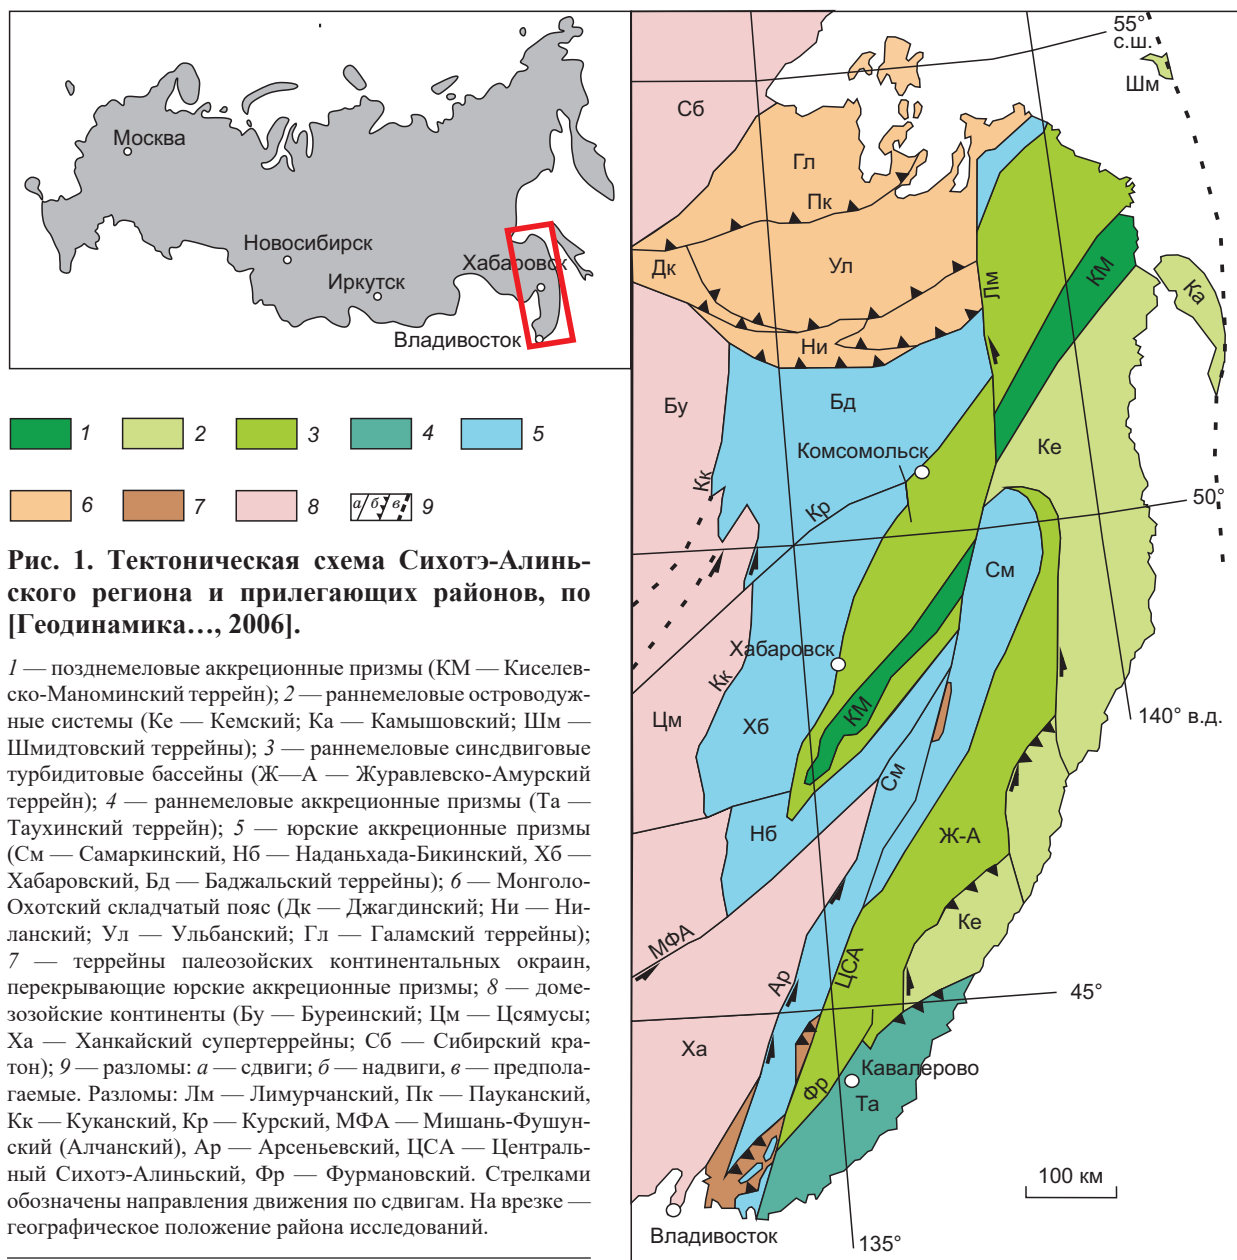 Москва
Новосибирск
Иркутск
Хабаровск
Владивосток
1
2
3
4
5
6
7
8
а
б
в
9
Рис. 1. Тектоническая схема Сихотэ-Алинь-
ского региона и прилегающих районов, по
[Геодинамика…, 2006].
1 — позднемеловые аккреционные призмы (КМ — Киселев-
ско-Маноминский террейн); 2 — раннемеловые островодуж-
ные системы (Ке — Кемский; Ка — Камышовский; Шм —
Шмидтовский террейны); 3 — раннемеловые синсдвиговые
турбидитовые бассейны (Ж—А — Журавлевско-Амурский
террейн); 4 — раннемеловые аккреционные призмы (Та —
Таухинский террейн); 5 — юрские аккреционные призмы
(См — Самаркинский, Нб — Наданьхада-Бикинский, Хб —
Хабаровский, Бд — Баджальский террейны); 6 — Монголо-
Охотский складчатый пояс (Дк — Джагдинский; Ни — Ни-
ланский; Ул — Ульбанский; Гл — Галамский террейны);
7 — террейны палеозойских континентальных окраин,
перекрывающие юрские аккреционные призмы; 8 — доме-
зозойские континенты (Бу — Буреинский; Цм — Цсямусы;
Ха — Ханкайский супертеррейны; Сб — Сибирский кра-
тон); 9 — разломы: а — сдвиги; б — надвиги, в — предпола-
гаемые. Разломы: Лм — Лимурчанский, Пк — Пауканский,
Кк — Куканский, Кр — Курский, МФА — Мишань-Фушун-
ский (Алчанский), Ар — Арсеньевский, ЦСА — Централь-
ный Сихотэ-Алиньский, Фр — Фурмановский. Стрелками
обозначены направления движения по сдвигам. На врезке —
географическое положение района исследований.
55°
с.ш.
Шм
Сб
Гл
Пк
Дк
Ул
Лм
КМ
Ка
Ни
Бу
Бд
Ке
Комсомольск
Кк
Кр
50°
См
Хабаровск
Кк
КМ
Цм
Хб
140° в.д.
См
Нб
Ж-А
Ке
МФА
Ар
ЦСА
45°
Ха
Кавалерово
Фр
Та
100 км
Владивосток
135°